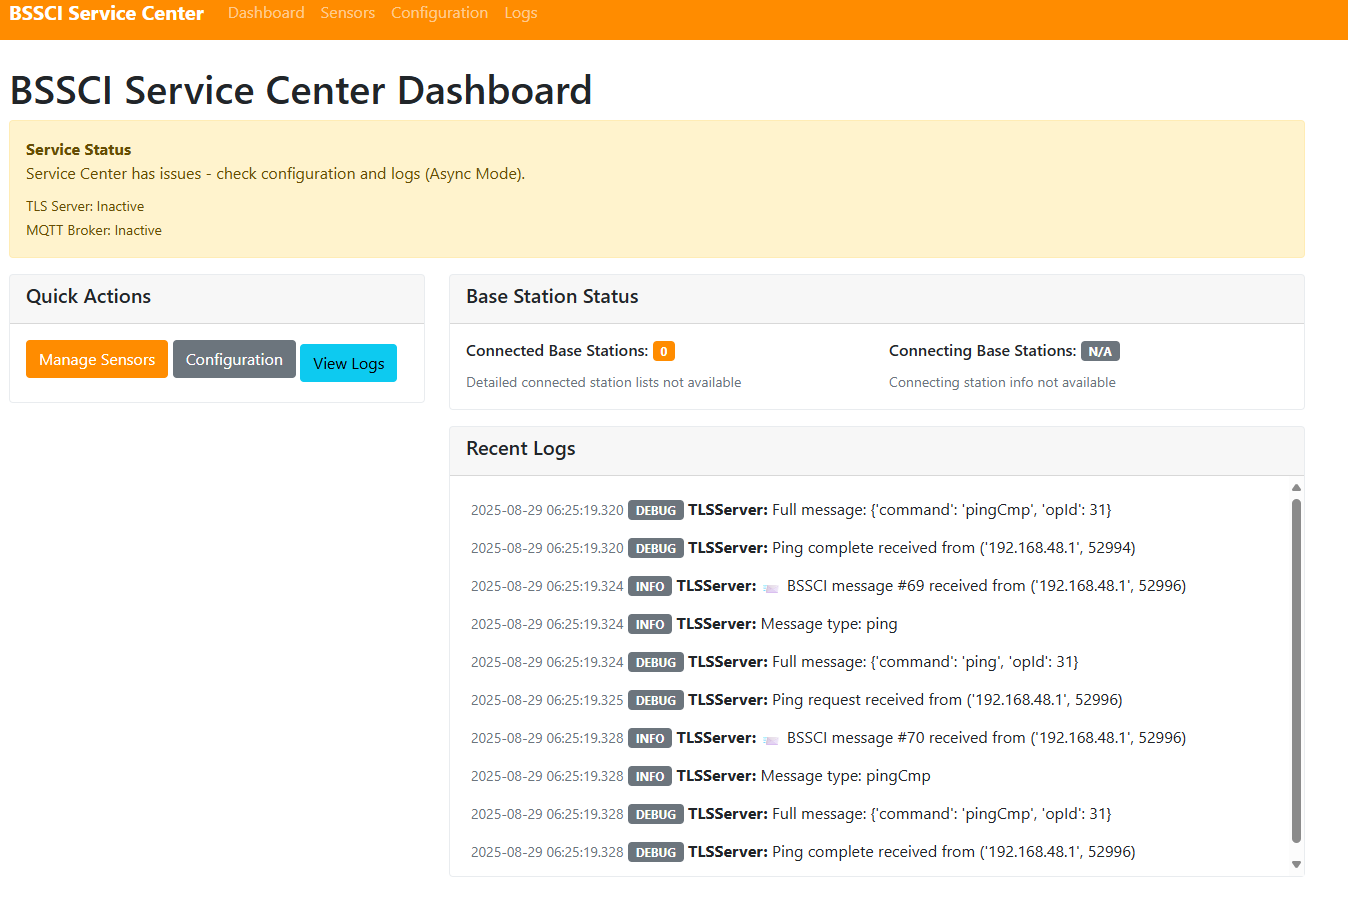 BSSCI Service Center Dashboard Sensors Configuration Logs
BSSCI Service Center Dashboard
Service Status
Service Center has issues - check configuration and logs (Async Mode).
TLS Server: Inactive
MQTT Broker: Inactive
Quick Actions
Manage Sensors Configuration View Logs
Base Station Status
Connected Base Stations: 0
Detailed connected station lists not available
Connecting Base Stations: N/A
Connecting station info not available
Recent Logs
2025-08-29 06:25:19.320 DEBUG TLSServer: Full message: {'command': 'pingCmp', 'opId': 31}
2025-08-29 06:25:19.320 DEBUG TLSServer: Ping complete received from ('192.168.48.1', 52994)
2025-08-29 06:25:19.324 INFO TLSServer: BSSCI message #69 received from ('192.168.48.1', 52996)
2025-08-29 06:25:19.324 INFO TLSServer: Message type: ping
2025-08-29 06:25:19.324 DEBUG TLSServer: Full message: {'command': 'ping', 'opId': 31}
2025-08-29 06:25:19.325 DEBUG TLSServer: Ping request received from ('192.168.48.1', 52996)
2025-08-29 06:25:19.328 INFO TLSServer: BSSCI message #70 received from ('192.168.48.1', 52996)
2025-08-29 06:25:19.328 INFO TLSServer: Message type: pingCmp
2025-08-29 06:25:19.328 DEBUG TLSServer: Full message: {'command': 'pingCmp', 'opId': 31}
2025-08-29 06:25:19.328 DEBUG TLSServer: Ping complete received from ('192.168.48.1', 52996)